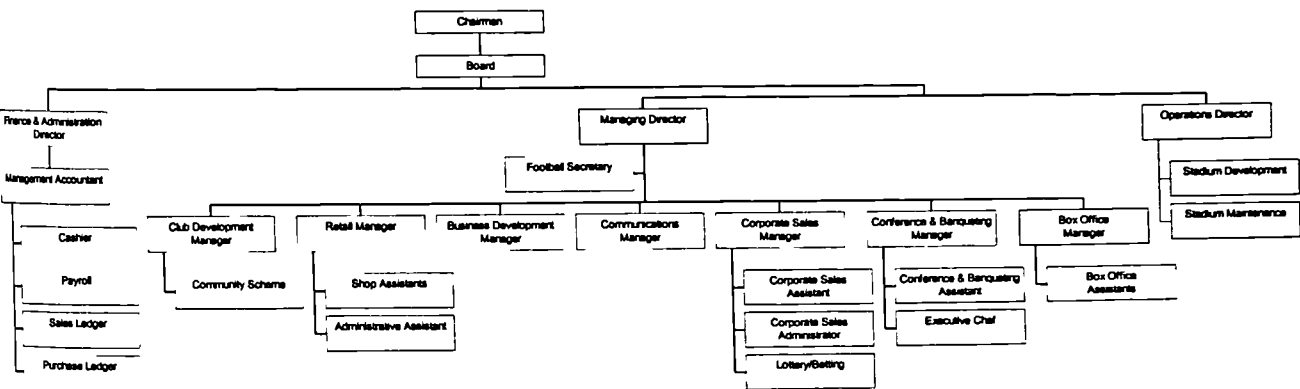 Chairman
Board
Finance & Administration
Director
Managing Director
Operations Director
Football Secretary
Management Accountant
Stadium Development
Stadium Maintenance
Cashier
Payroll
Sales Ledger
Purchase Ledger
Club Development
Manager
Community Scheme
Retail Manager
Shop Assistants
Administrative Assistant
Business Development
Manager
Communications
Manager
Corporate Sales
Manager
Corporate Sales
Assistant
Corporate Sales
Administrator
Lottery/Betting
Conference & Banqueting
Manager
Conference & Banqueting
Assistant
Executive Chef
Box Office
Manager
Box Office
Assistants